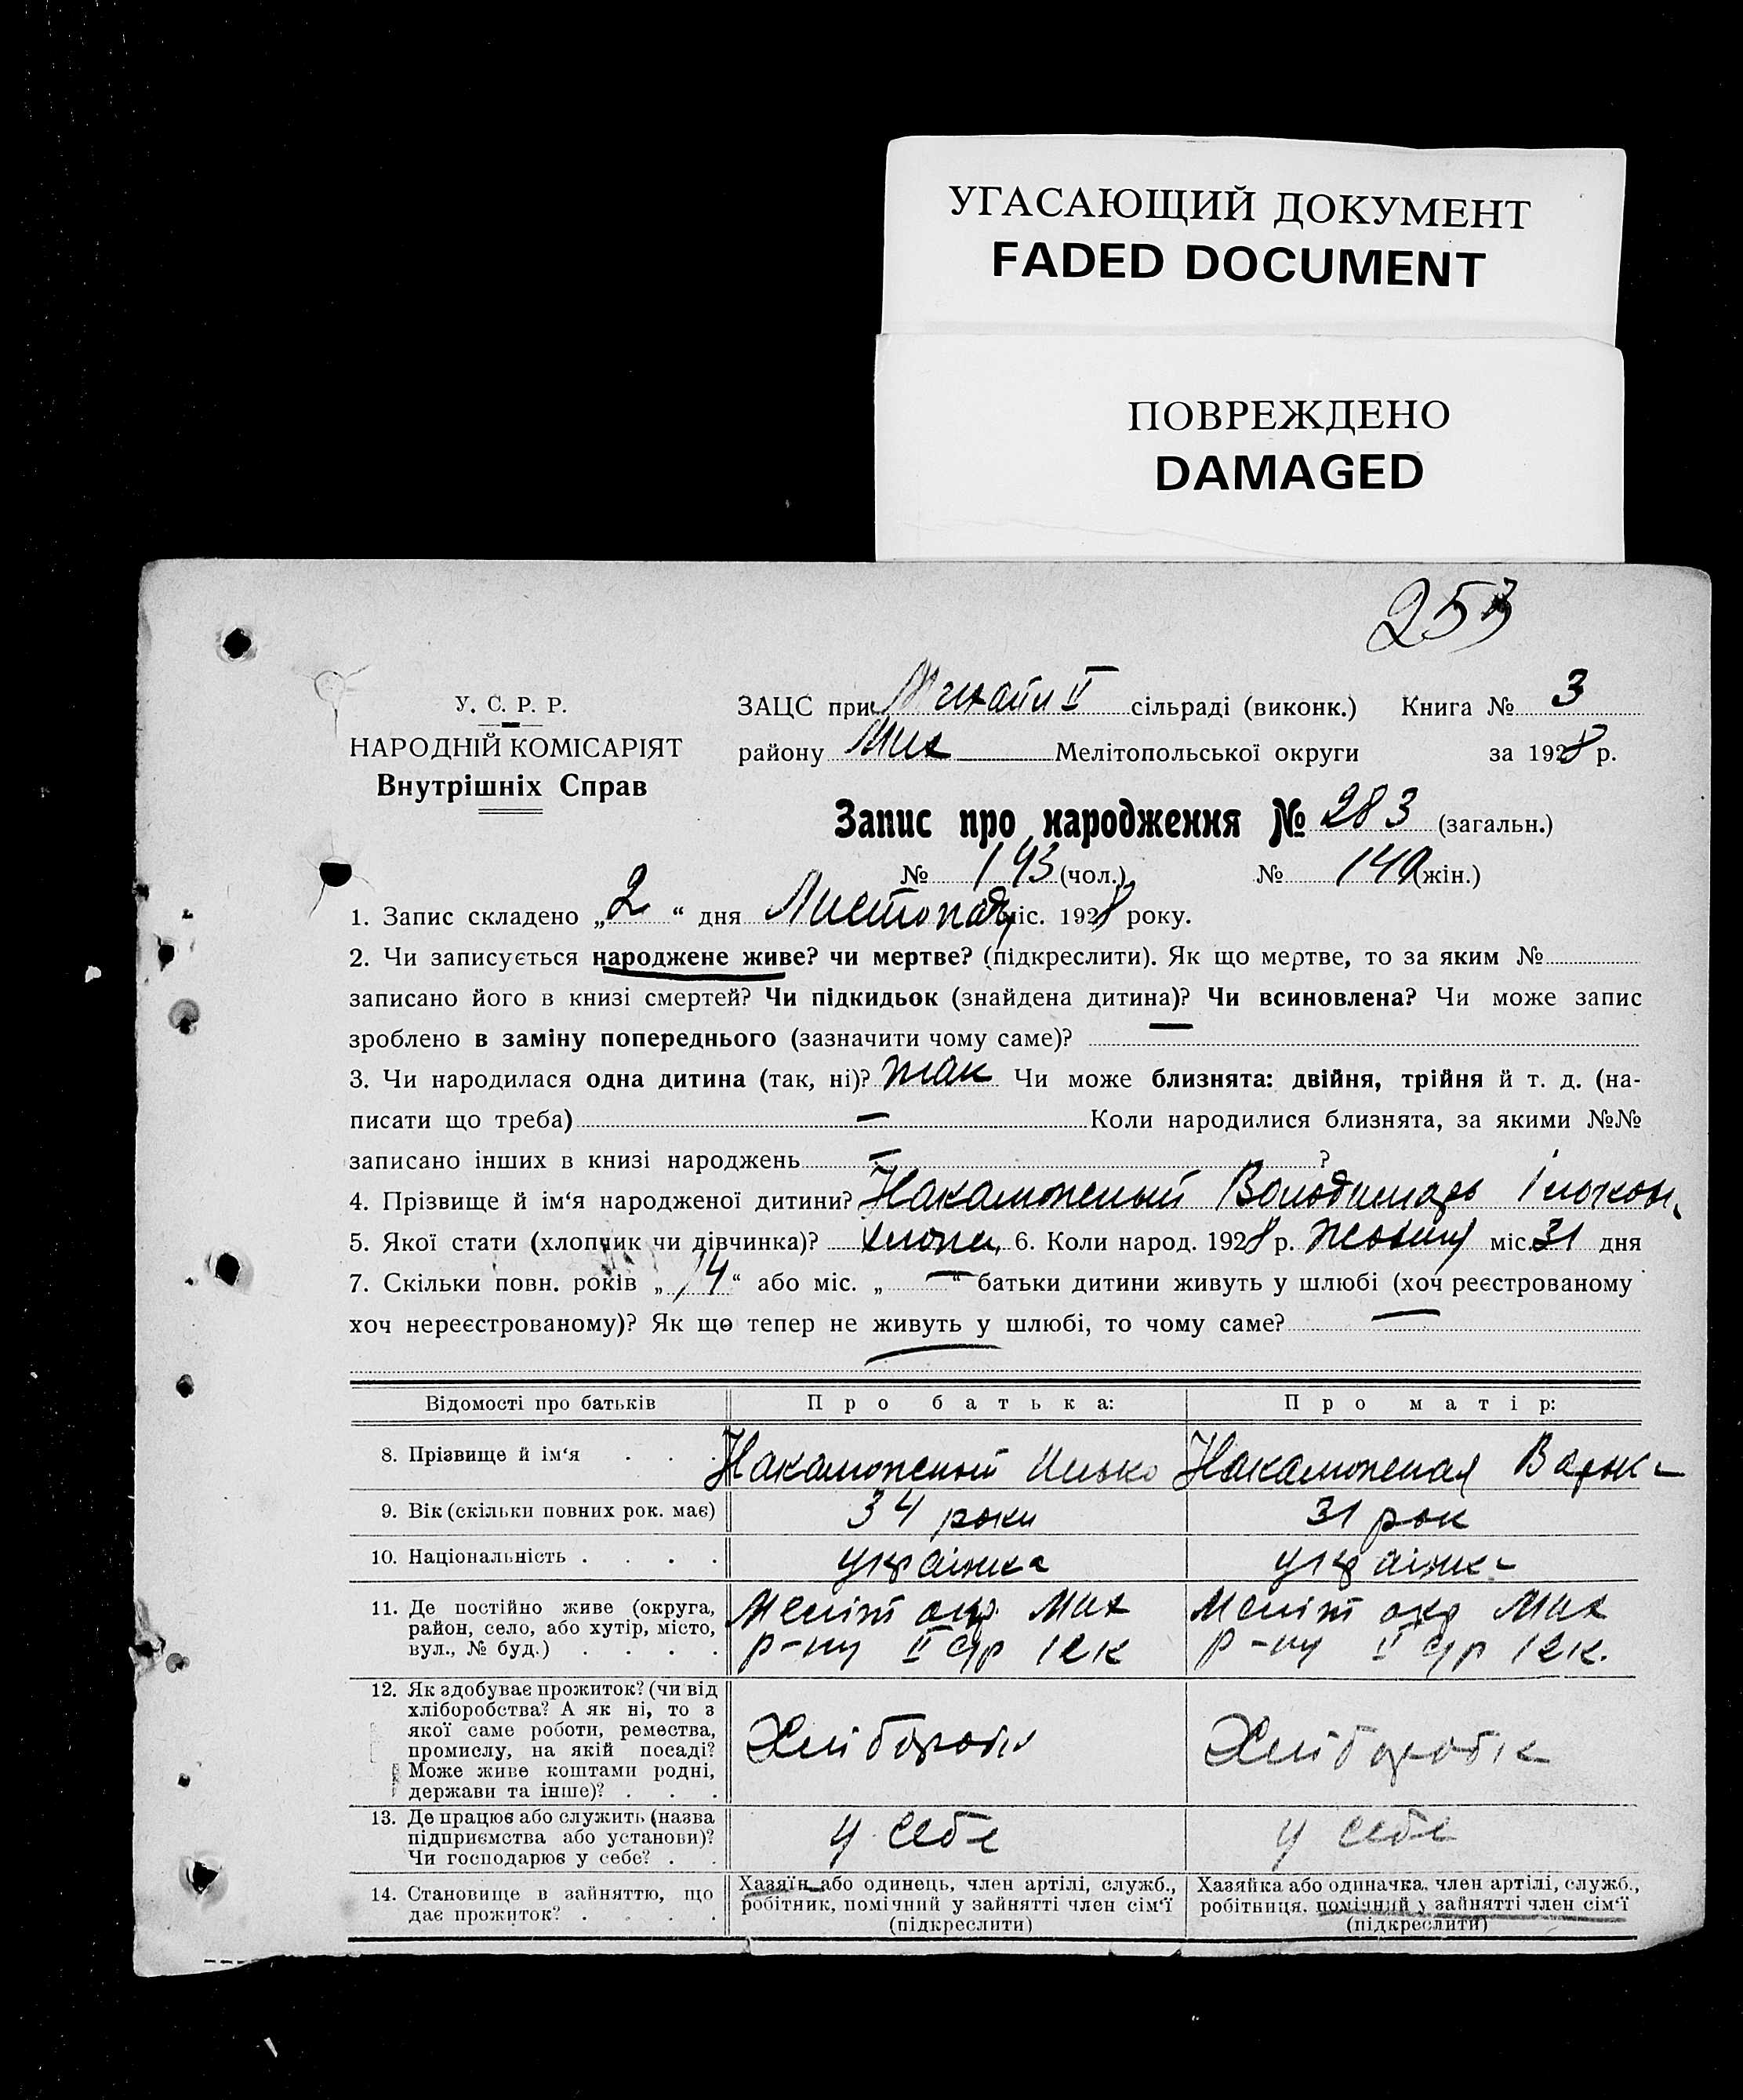 УГАСАЮЩИЙ ДОКУМЕНТ
FADED DOCUMENT
ПОВРЕЖДЕНО
DAMAGED
253
У. С. Р. Р.
НАРОДНІЙ КОМІСАРІЯТ
Внутрішніх Справ
ЗАЦС при Михайл II сільраді (виконк.) Книга № 3
району Мих Мелітопольської округи за 1928 р.
Запис про народження № 283 (загальн.)
№ 143 (чол.) № 140 (жін.)
1. Запис складено „ 2 “ дня Листопаду міс. 1928 року.
2. Чи записується народжене живе? чи мертве? (підкреслити). Як що мертве, то за яким №
записано його в книзі смертей? Чи підкидьок (знайдена дитина)? Чи всиновлена? Чи може запис
зроблено в заміну попереднього (зазначити чому саме)?
3. Чи народилася одна дитина (так, ні)? так Чи може близнята: двійня, трійня й т. д. (на-
писати що треба) — Коли народилися близнята, за якими №№
записано інших в книзі народжень — ?
4. Прізвище й ім‘я народженої дитини? Накаможный Володимарь
5. Якої стати (хлопчик чи дівчинка)? хлопец 6. Коли народ. 1928 р. жовтня міс. 31 дня
7. Скільки повн. років „ 14 “ або міс. „ — “ батьки дитини живуть у шлюбі (хоч реєстрованому
хоч нереєстрованому)? Як що тепер не живуть у шлюбі, то чому саме? —
Відомості про батьків Про батька: Про матір:
8. Прізвище й ім‘я . . . Накаможный Илько Накаможная Варьк
9. Вік (скільки повних рок. має) 34 роки 31 рок
10. Національність . . . . українка українк
11. Де постійно живе (округа, Меліт окр. Мих Меліт окр Мих
район, село, або хутір, місто, р-ну II с/р р-ну II с/р
вул., № буд.) . . . .
12. Як здобуває прожиток? (чи від
хліборобства? А як ні, то з
якої саме роботи, ремества, Хлібороб Хлібороб
промислу, на якій посаді?
Може живе коштами родні,
держави та інше)? . . .
13. Де працює або служить (назва
підприємства або установи)? у себе у себе
Чи господарює у себе? . .
14. Становище в зайняттю, що Хазяїн або одинець, член артілі, служб., Хазяйка або одиначка, член артілі, служб.,
дає прожиток? . . . . робітник, помічний у зайнятті член сім‘ї робітниця, помічний у зайнятті член сім‘ї
(підкреслити) (підкреслити)